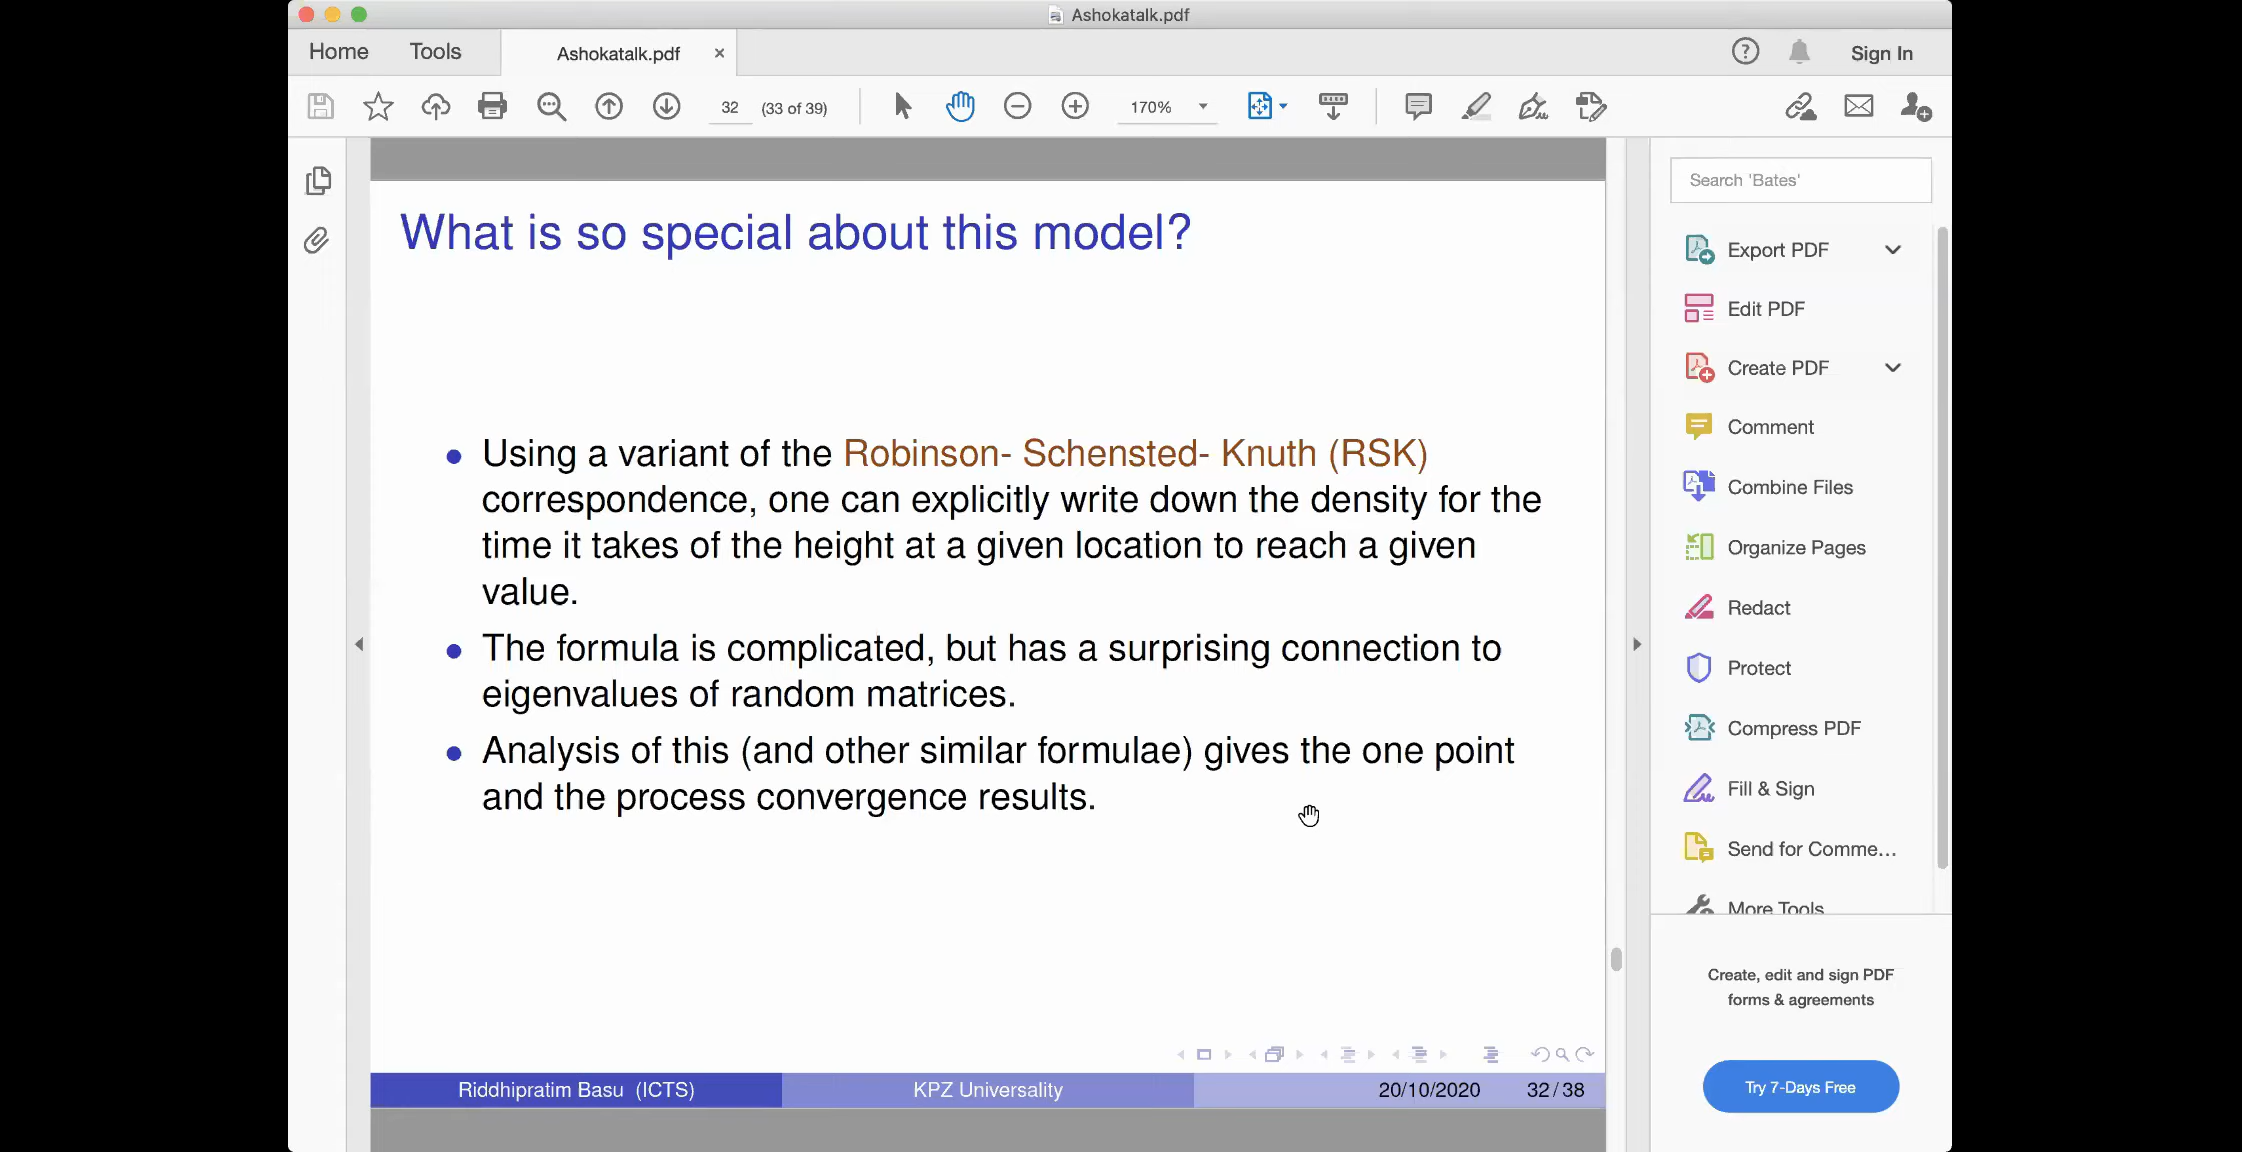 Ashokatalk.pdf
Home Tools Ashokatalk.pdf × ? Sign In
32 (33 of 39) 170%
Search 'Bates'
What is so special about this model?
• Using a variant of the Robinson- Schensted- Knuth (RSK)
correspondence, one can explicitly write down the density for the
time it takes of the height at a given location to reach a given
value.
• The formula is complicated, but has a surprising connection to
eigenvalues of random matrices.
• Analysis of this (and other similar formulae) gives the one point
and the process convergence results.
Riddhipratim Basu (ICTS) KPZ Universality 20/10/2020 32/38
Export PDF
Edit PDF
Create PDF
Comment
Combine Files
Organize Pages
Redact
Protect
Compress PDF
Fill & Sign
Send for Comme...
More Tools
Create, edit and sign PDF
forms & agreements
Try 7-Days Free